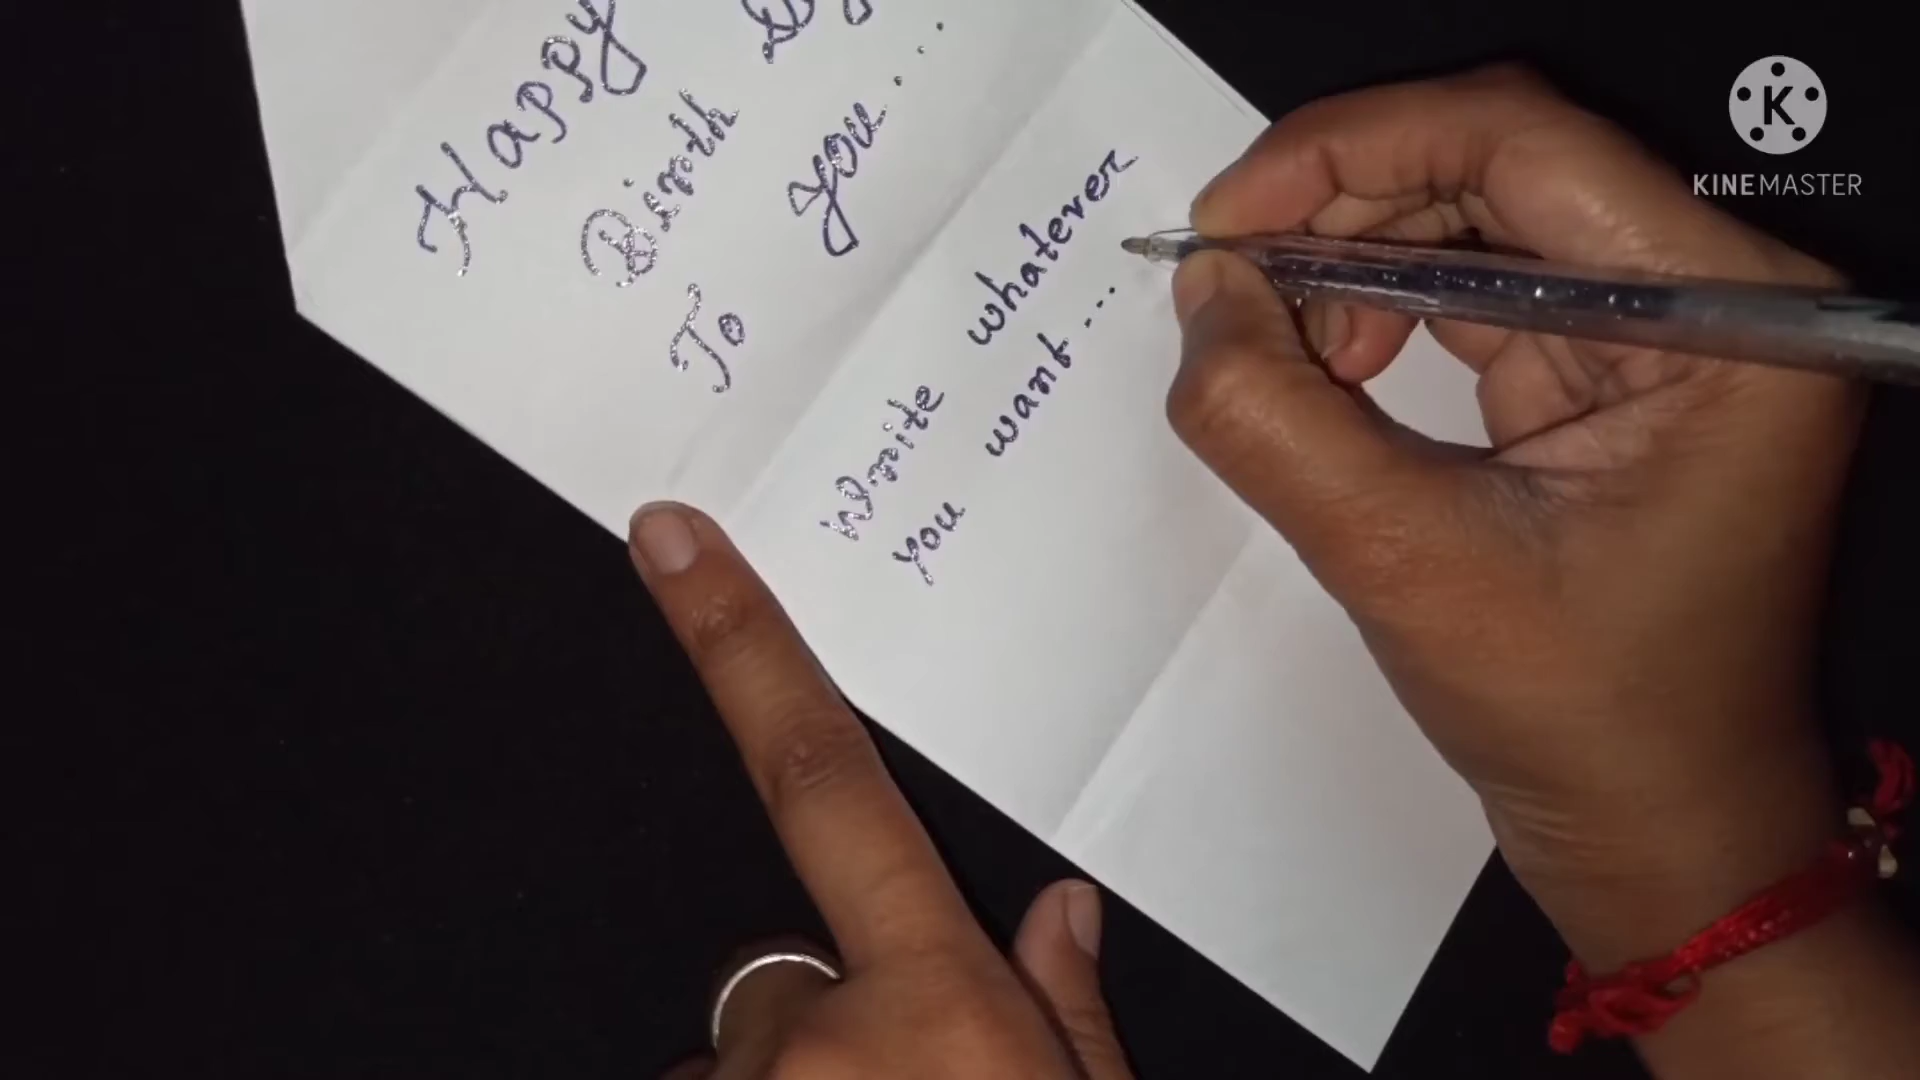 Happy
Birth D
To you...
Write whatever
you want...
KINEMASTER